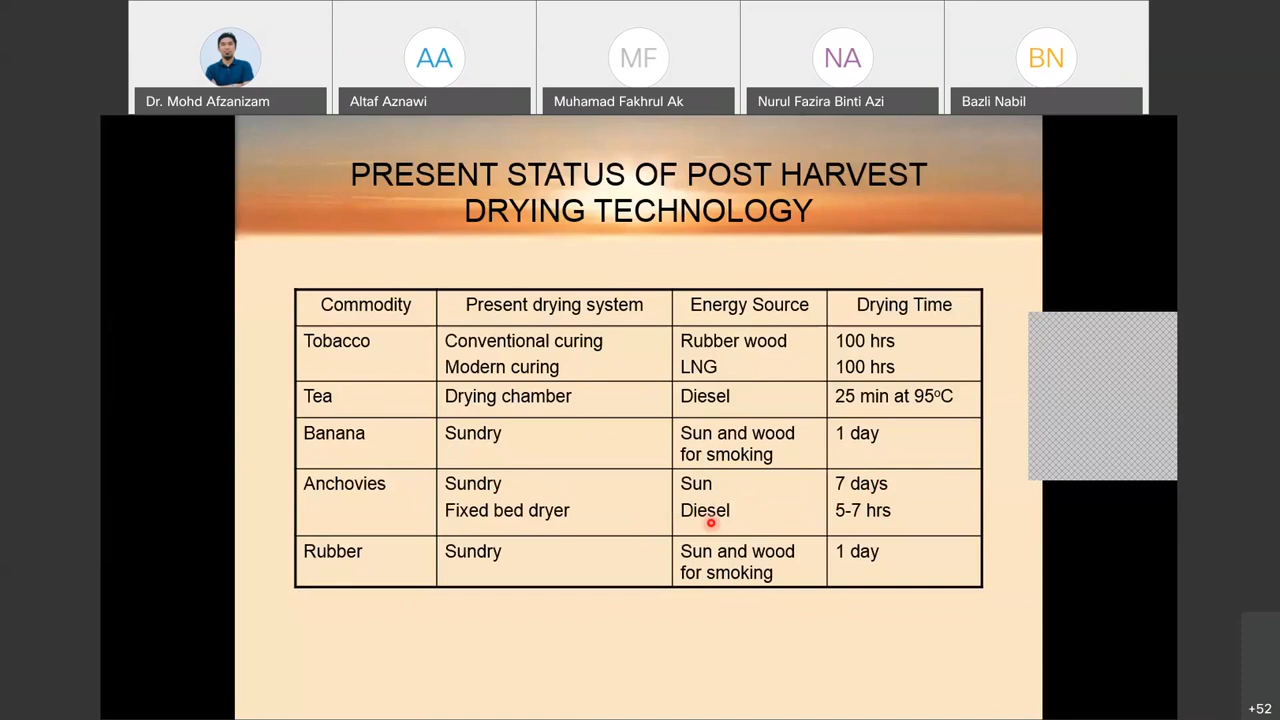 AA
MF
NA
BN
Dr. Mohd Afzanizam
Altaf Aznawi
Muhamad Fakhrul Ak
Nurul Fazira Binti Azi
Bazli Nabil
PRESENT STATUS OF POST HARVEST
DRYING TECHNOLOGY
Commodity Present drying system Energy Source Drying Time
Tobacco Conventional curing Rubber wood 100 hrs
Modern curing LNG 100 hrs
Tea Drying chamber Diesel 25 min at 95°C
Banana Sundry Sun and wood 1 day
for smoking
Anchovies Sundry Sun 7 days
Fixed bed dryer Diesel 5-7 hrs
Rubber Sundry Sun and wood 1 day
for smoking
+52